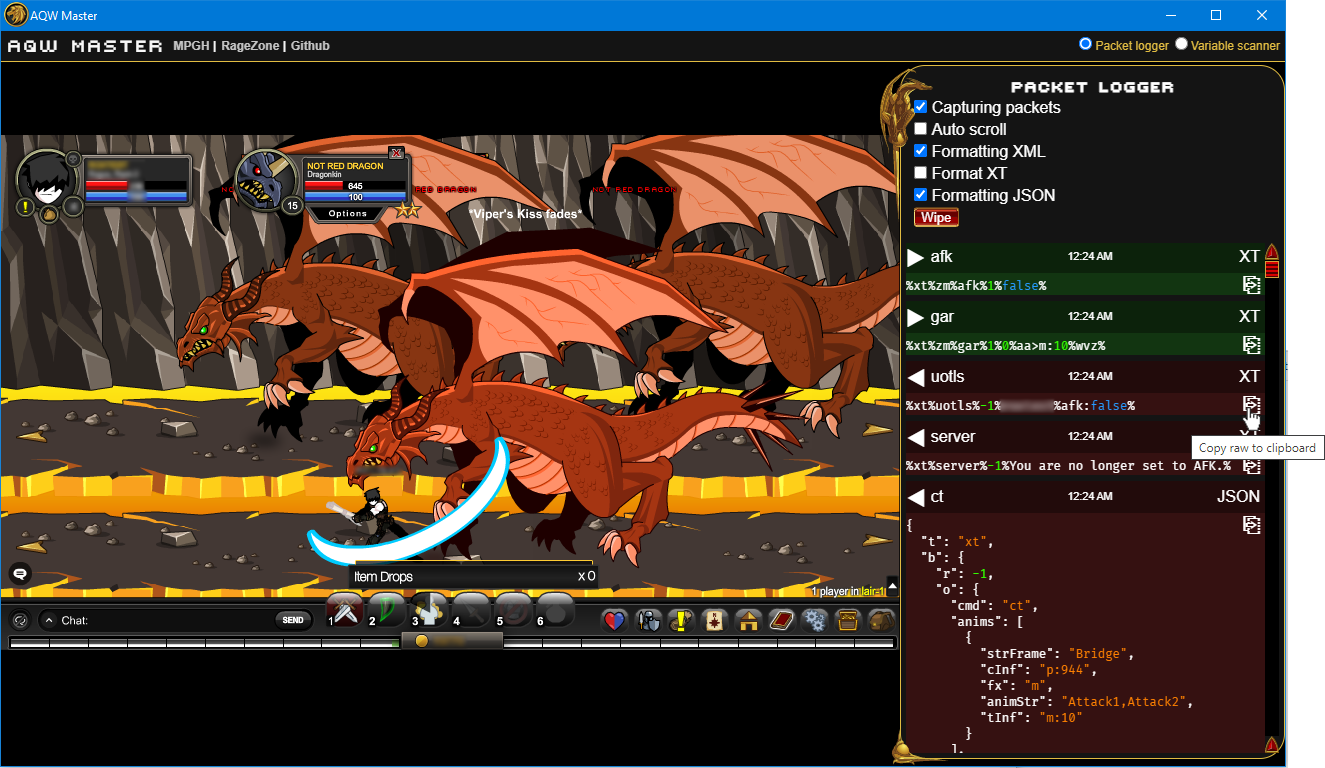 AQW Master
AQW MASTER MPGH | RageZone | Github
Packet logger Variable scanner
NOT RED DRAGON
Dragonkin
645
100
15
Options
RED DRAGON
NOT RED DRAGON
*Viper's Kiss fades*
Item Drops x 0
1 player in lair-1
Chat:
SEND
1 2 3 4 5 6
PACKET LOGGER
Capturing packets
Auto scroll
Formatting XML
Format XT
Formatting JSON
Wipe
afk 12:24 AM XT
%xt%zm%afk%1%false%
gar 12:24 AM XT
%xt%zm%gar%1%0%aa>m:10%wvz%
uotls 12:24 AM XT
%xt%uotls%-1% %afk:false%
server 12:24 AM XT
Copy raw to clipboard
%xt%server%-1%You are no longer set to AFK.%
ct 12:24 AM JSON
{
"t": "xt",
"b": {
"r": -1,
"o": {
"cmd": "ct",
"anims": [
{
"strFrame": "Bridge",
"cInf": "p:944",
"fx": "m",
"animStr": "Attack1,Attack2",
"tInf": "m:10"
}
],